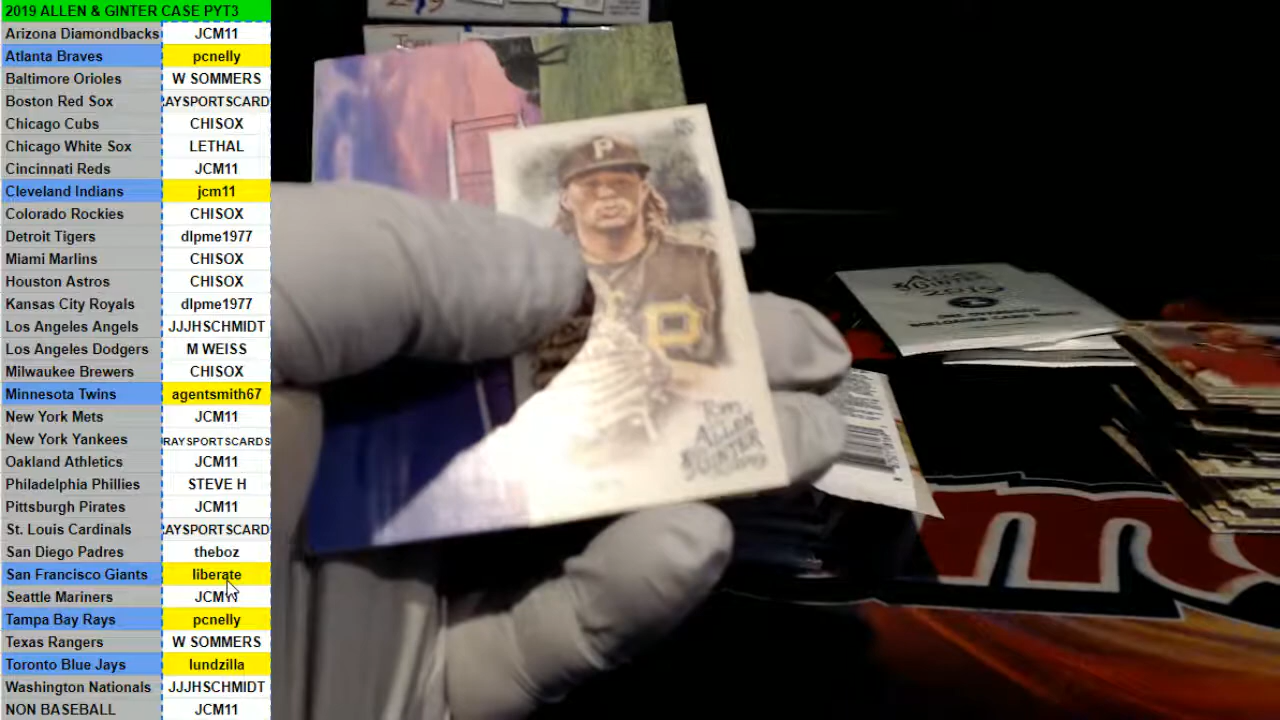 2019 ALLEN & GINTER CASE PYT3
Arizona Diamondbacks JCM11
Atlanta Braves pcnelly
Baltimore Orioles W SOMMERS
Boston Red Sox AYSPORTSCARD
Chicago Cubs CHISOX
Chicago White Sox LETHAL
Cincinnati Reds JCM11
Cleveland Indians jcm11
Colorado Rockies CHISOX
Detroit Tigers dlpme1977
Miami Marlins CHISOX
Houston Astros CHISOX
Kansas City Royals dlpme1977
Los Angeles Angels JJJHSCHMIDT
Los Angeles Dodgers M WEISS
Milwaukee Brewers CHISOX
Minnesota Twins agentsmith67
New York Mets JCM11
New York Yankees RAYSPORTSCARDS
Oakland Athletics JCM11
Philadelphia Phillies STEVE H
Pittsburgh Pirates JCM11
St. Louis Cardinals AYSPORTSCARD
San Diego Padres theboz
San Francisco Giants liberate
Seattle Mariners JCM11
Tampa Bay Rays pcnelly
Texas Rangers W SOMMERS
Toronto Blue Jays lundzilla
Washington Nationals JJJHSCHMIDT
NON BASEBALL JCM11
P
P
Topps
ALLEN
& GINTER
ALLEN
& GINTER
2019